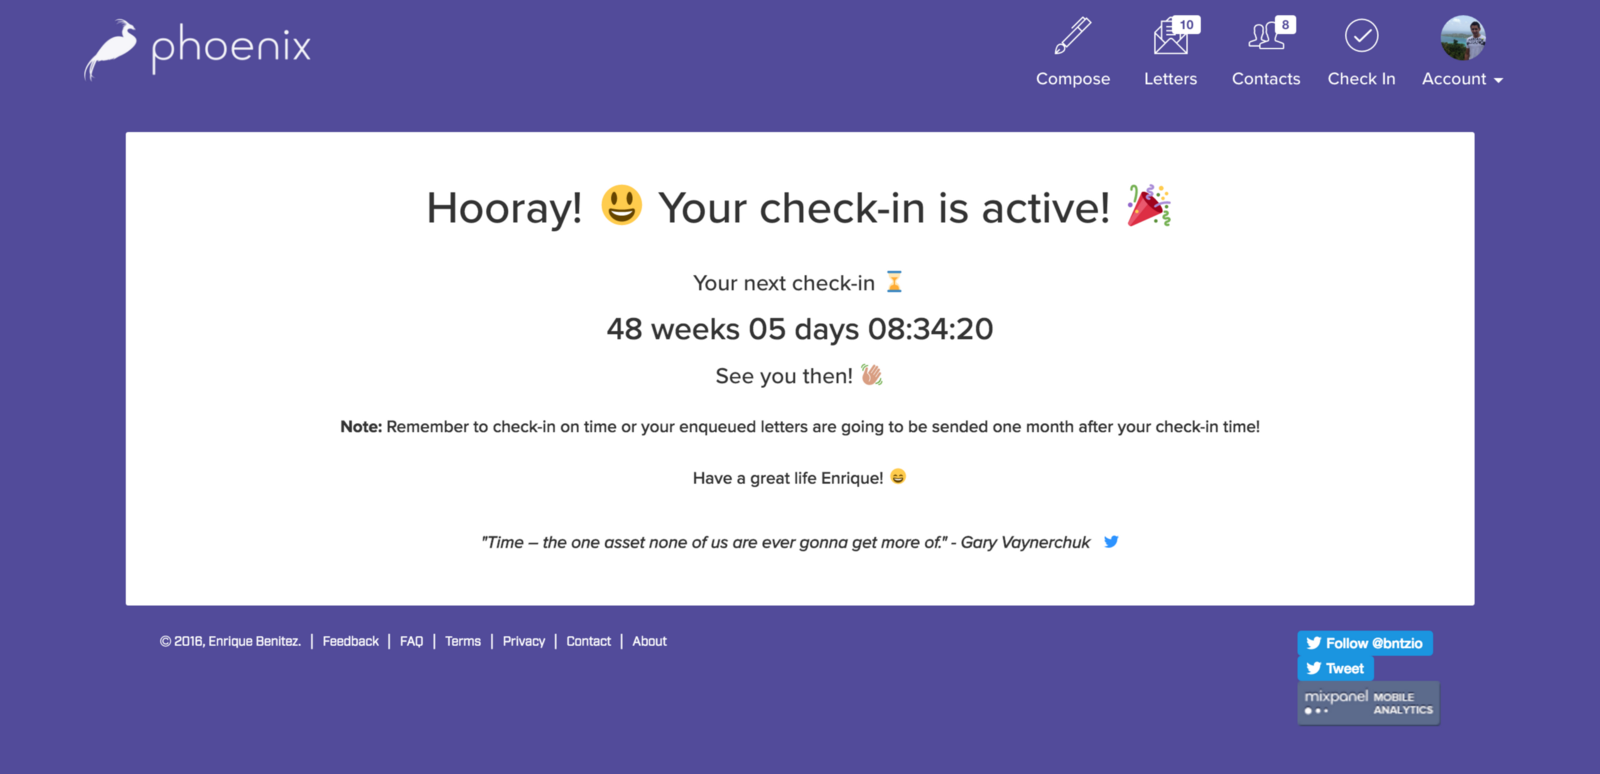 phoenix
10
8
Compose
Letters
Contacts
Check In
Account
Hooray! 😃 Your check-in is active! 🎉
Your next check-in ⏳
48 weeks 05 days 08:34:20
See you then! 👋🏽
Note: Remember to check-in on time or your enqueued letters are going to be sended one month after your check-in time!
Have a great life Enrique! 😄
"Time – the one asset none of us are ever gonna get more of." - Gary Vaynerchuk
© 2016, Enrique Benitez. | Feedback | FAQ | Terms | Privacy | Contact | About
Follow @bntzio
Tweet
mixpanel MOBILE
ANALYTICS